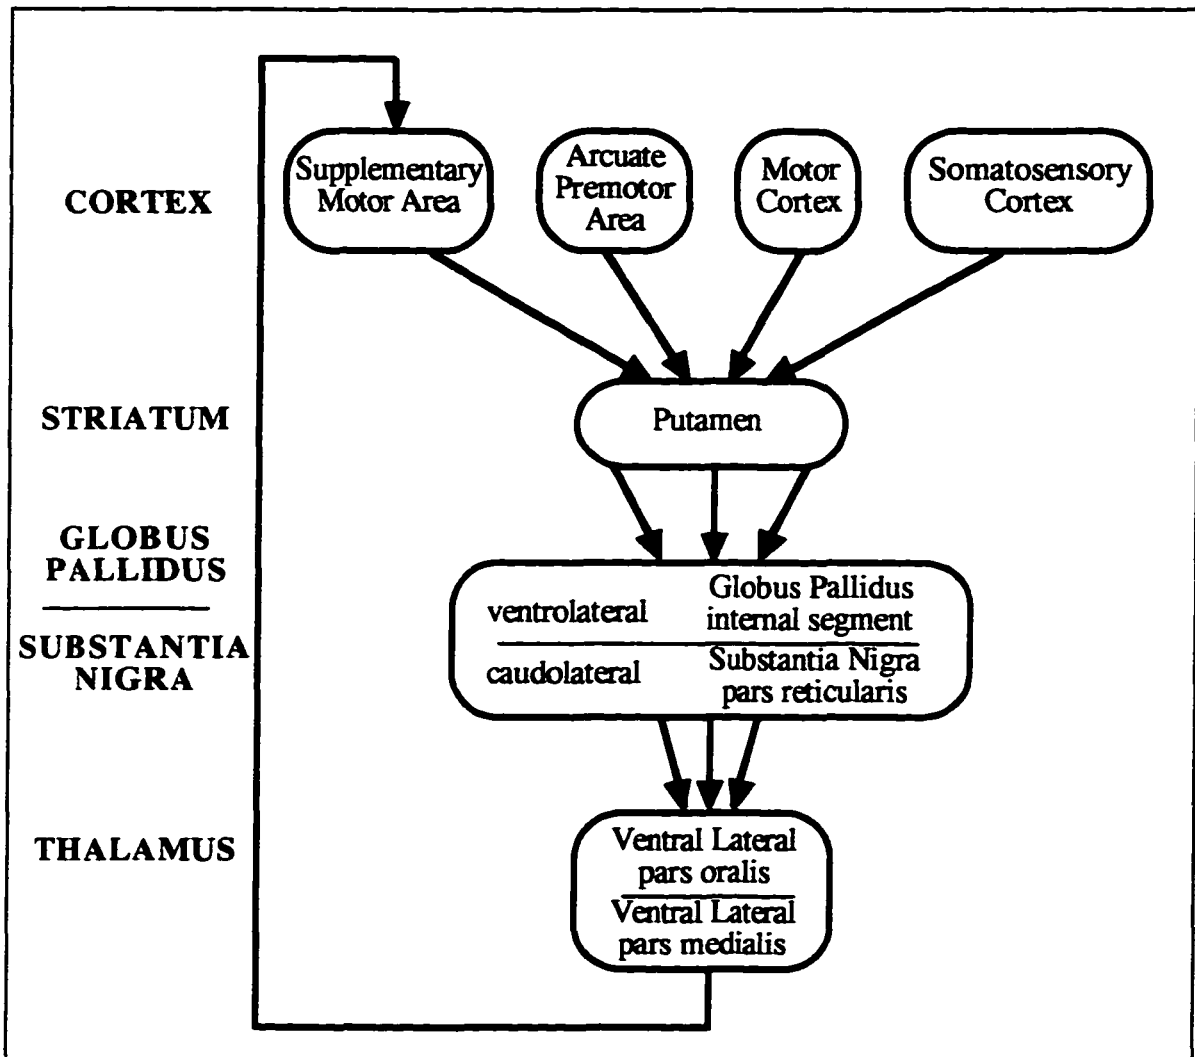 CORTEX
Supplementary
Motor Area
Arcuate
Premotor
Area
Motor
Cortex
Somatosensory
Cortex
STRIATUM
Putamen
GLOBUS
PALLIDUS
SUBSTANTIA
NIGRA
ventrolateral
Globus Pallidus
internal segment
caudolateral
Substantia Nigra
pars reticularis
THALAMUS
Ventral Lateral
pars oralis
Ventral Lateral
pars medialis